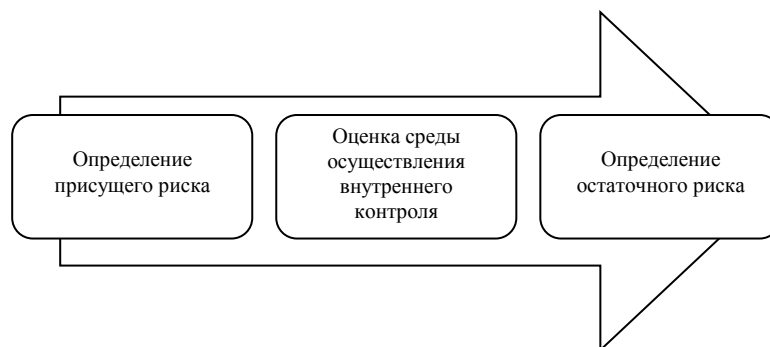 Определение
присущего риска
Оценка среды
осуществления
внутреннего
контроля
Определение
остаточного риска